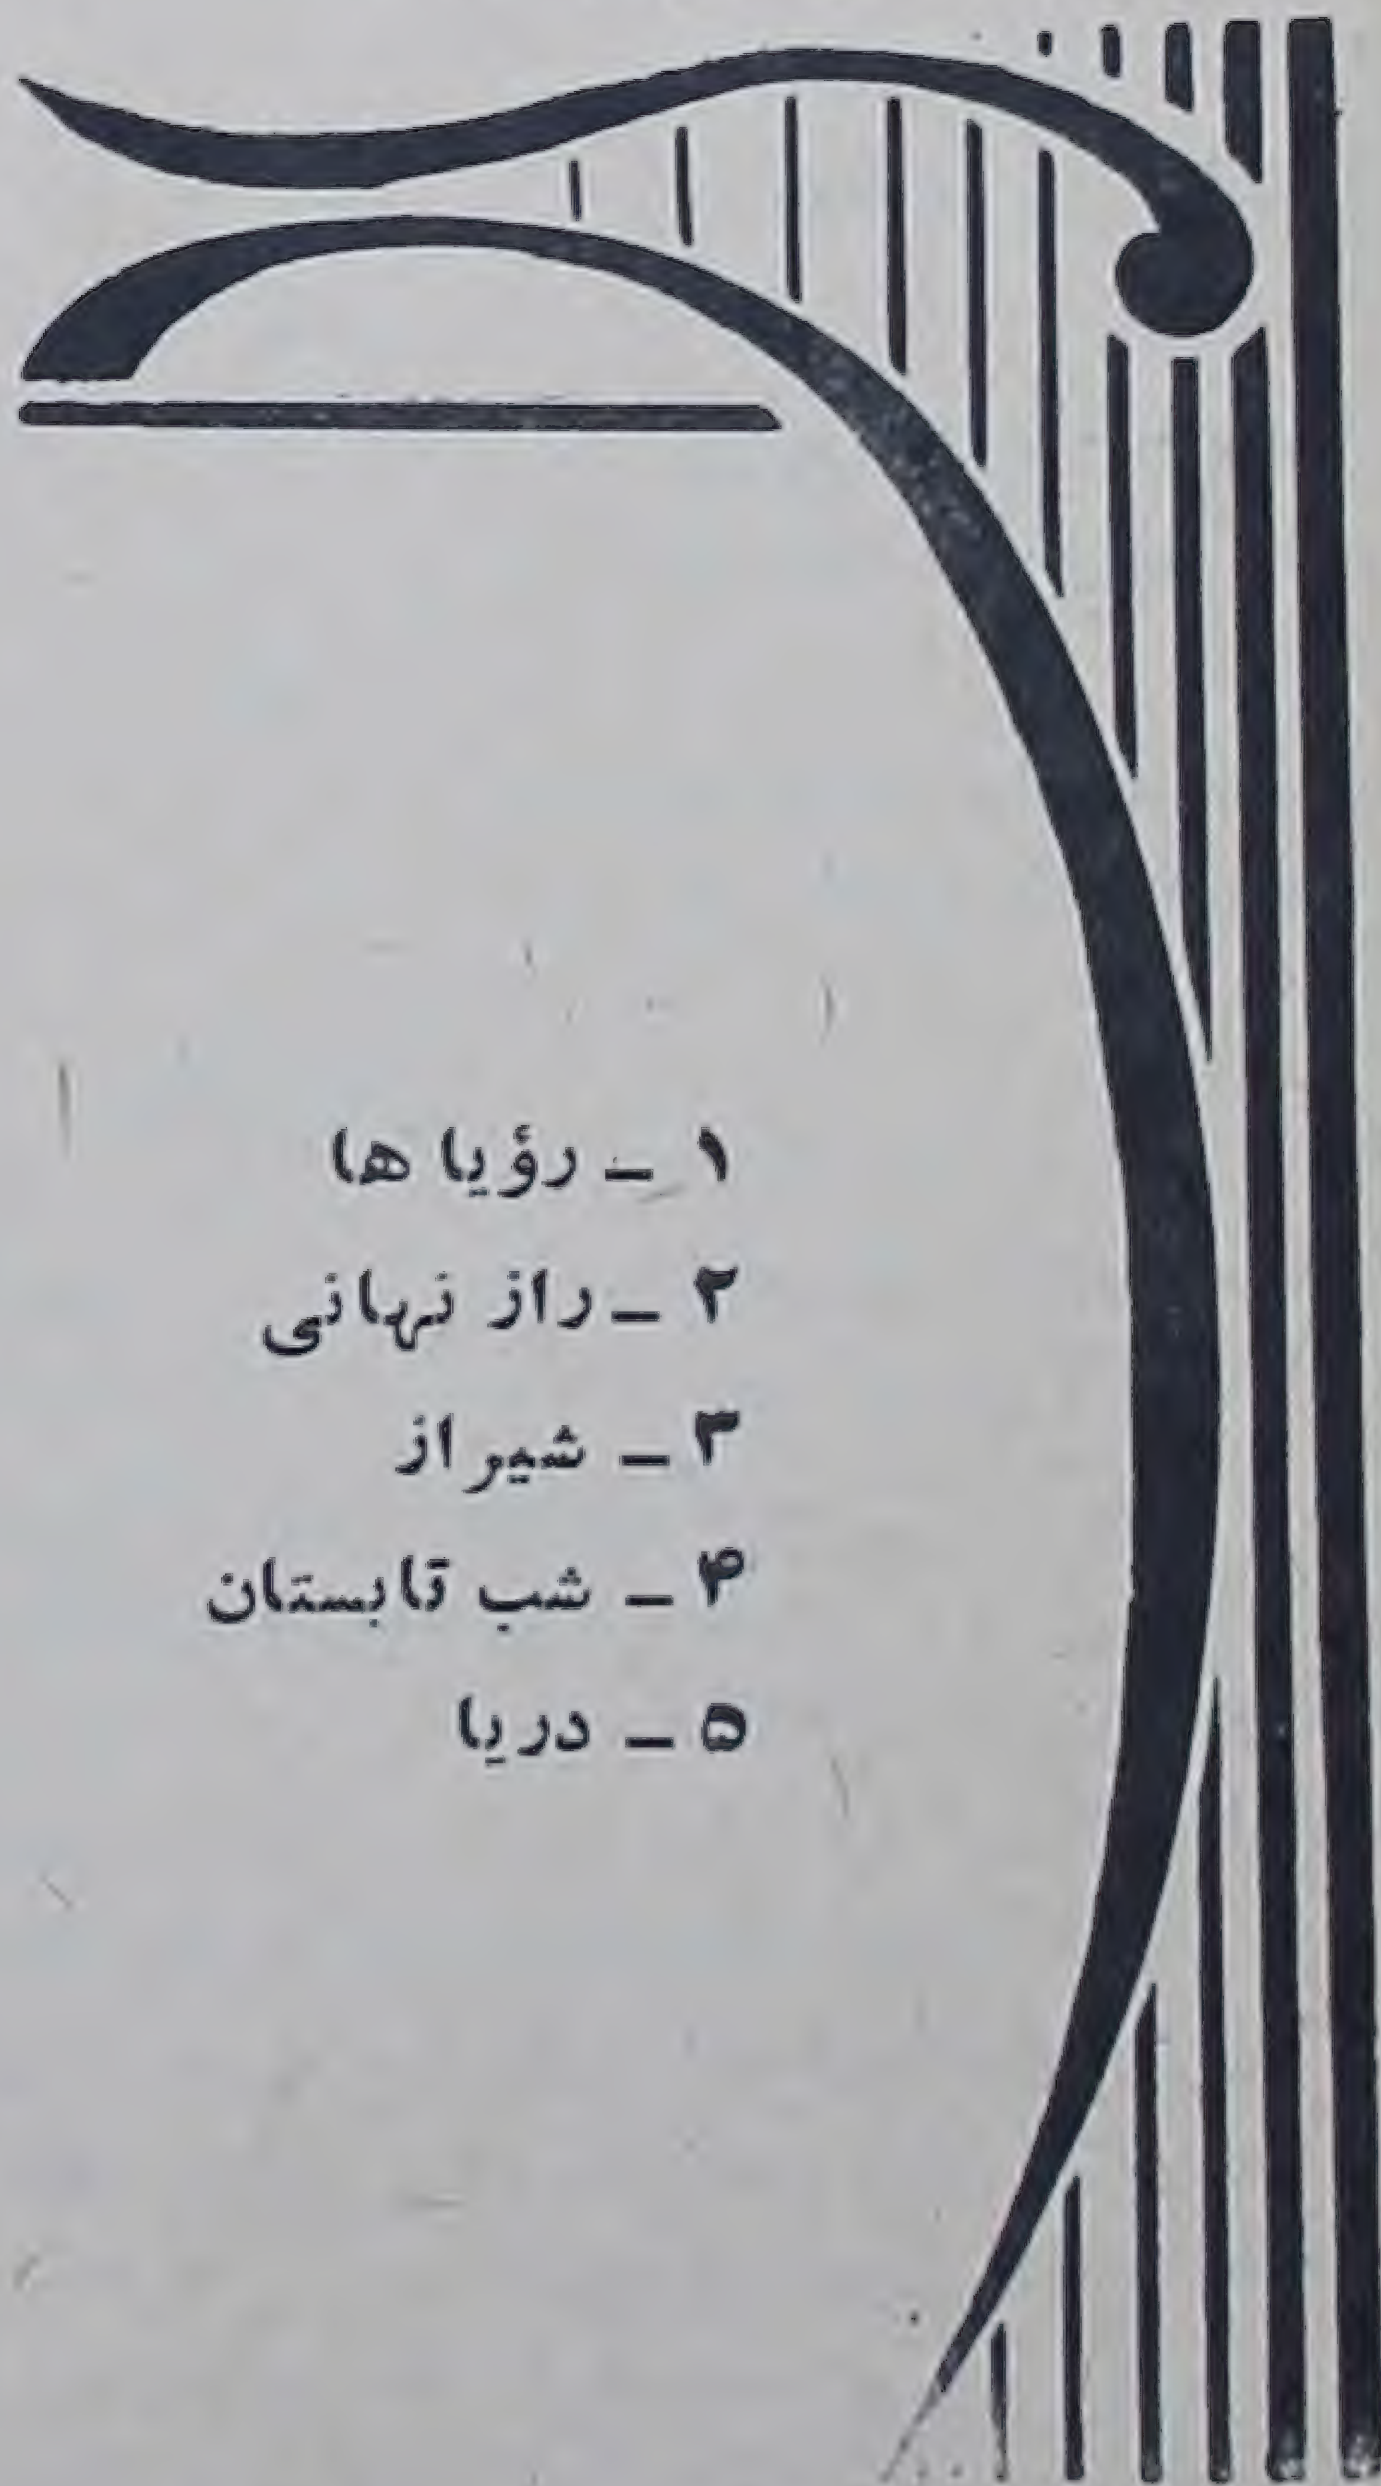 ۱ - رؤیا ها
۲ - راز نهانی
۳ - شیراز
۴ - شب تابستان
۵ - دریا